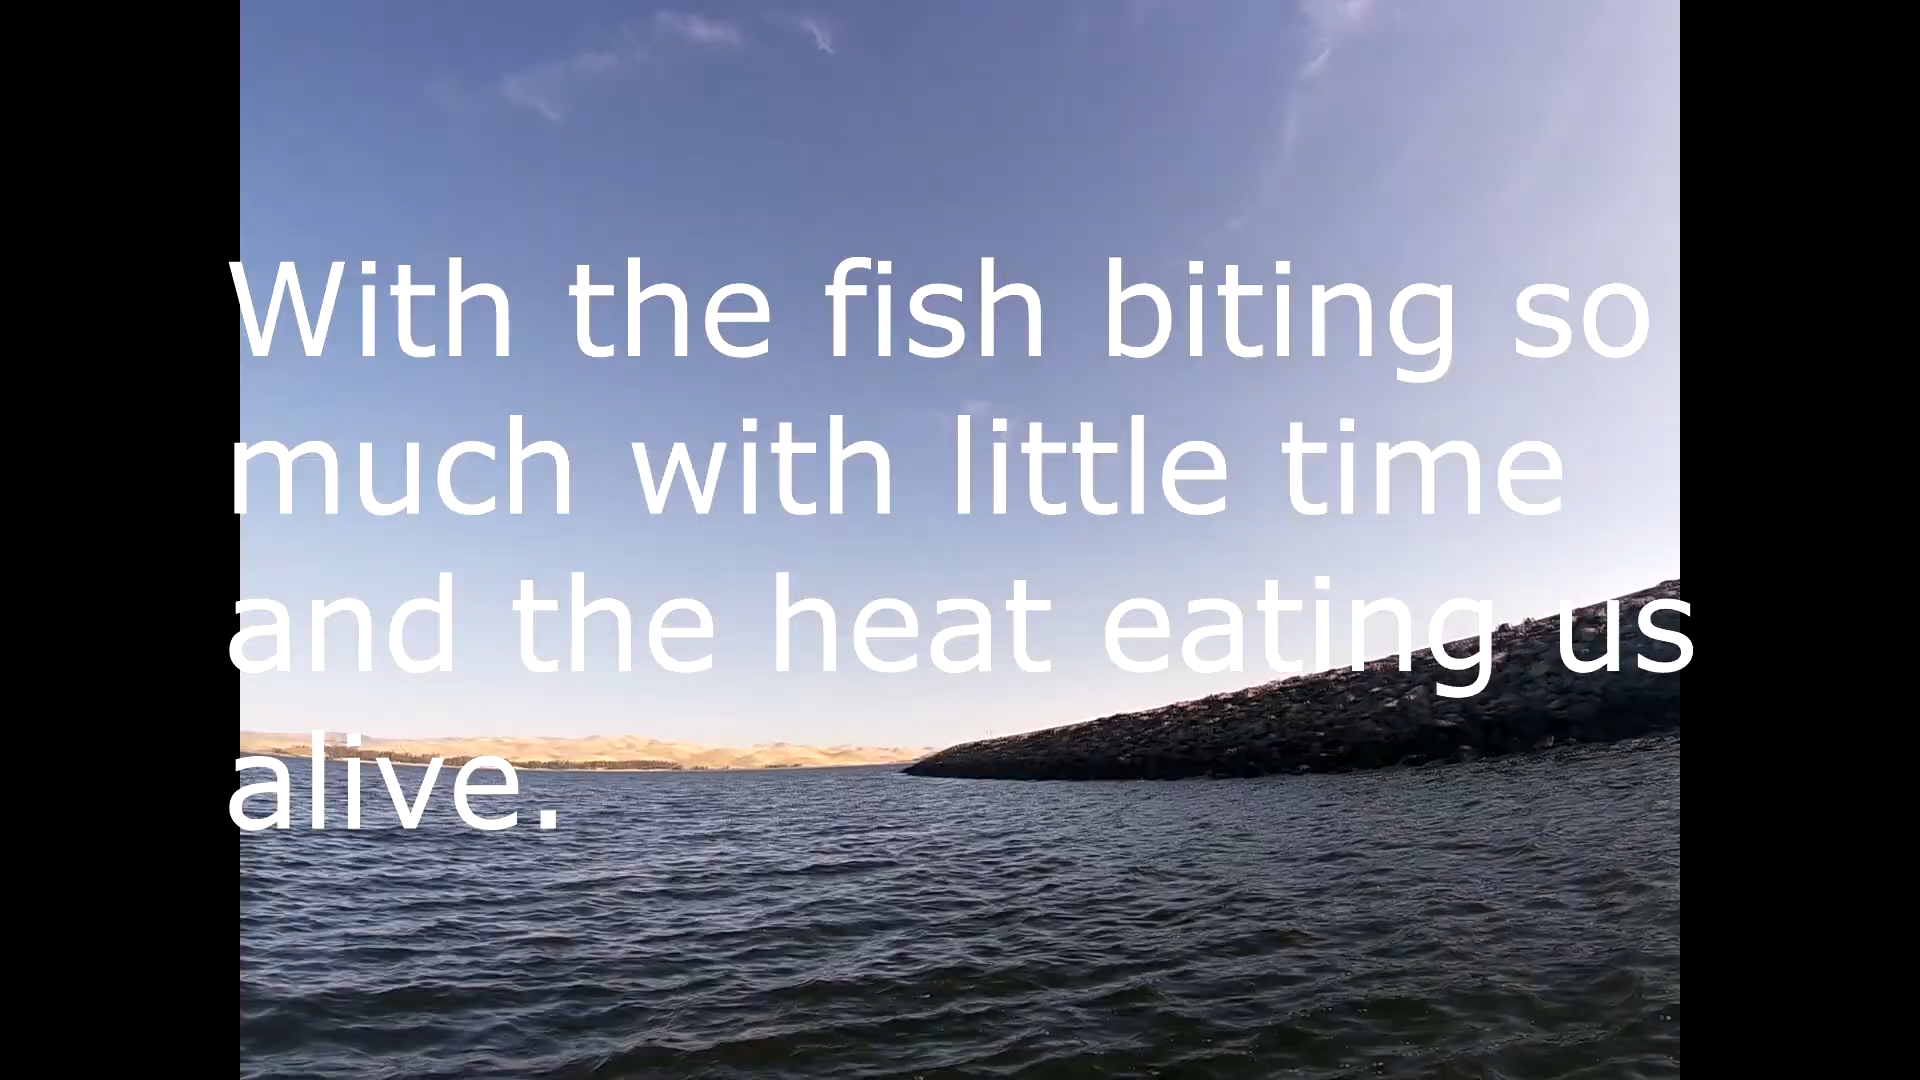 With the fish biting so
much with little time
and the heat eating us
alive.